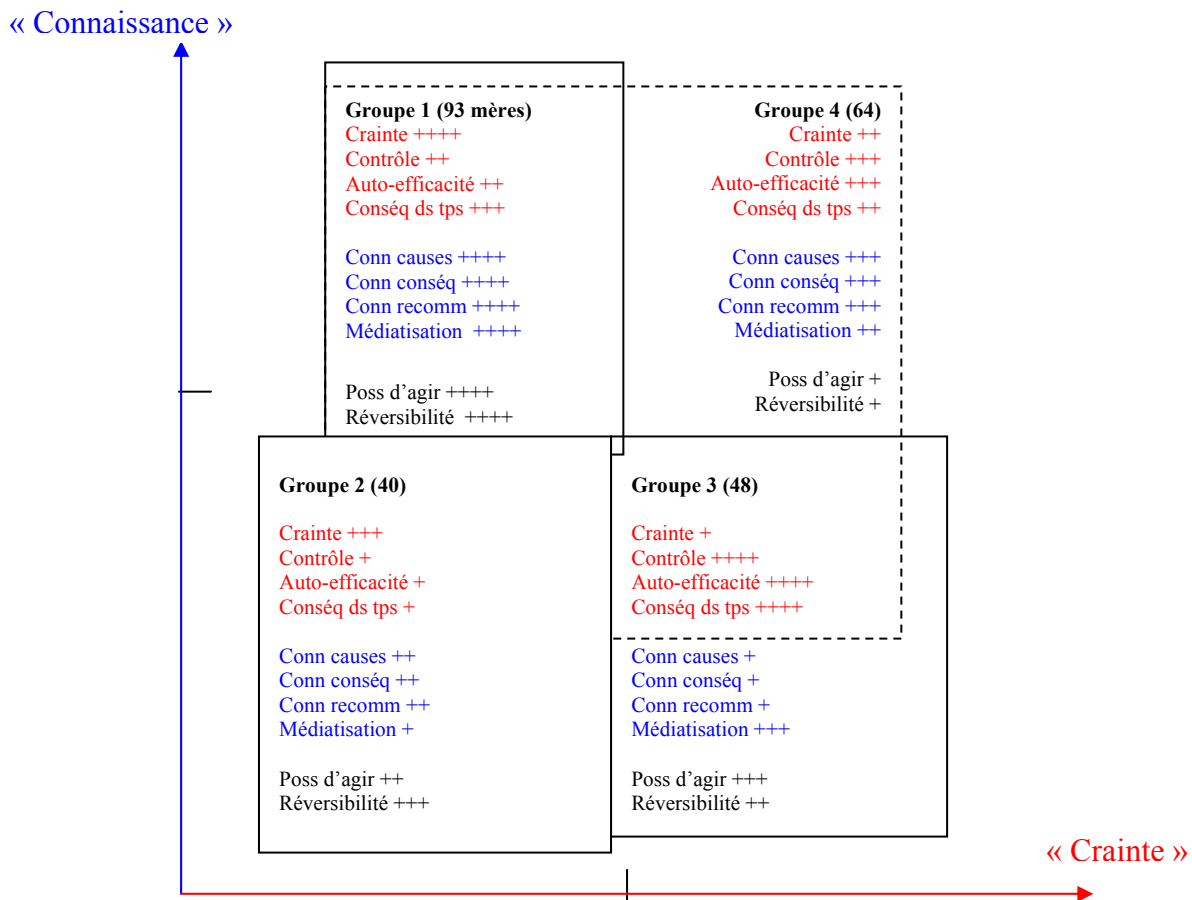 « Connaissance »
Groupe 1 (93 mères)
Crainte ++++
Contrôle ++
Auto-efficacité ++
Conséq ds tps +++
Conn causes ++++
Conn conséq ++++
Conn recomm ++++
Médiatisation ++++
Poss d’agir ++++
Réversibilité ++++
Groupe 4 (64)
Crainte ++
Contrôle +++
Auto-efficacité +++
Conséq ds tps ++
Conn causes +++
Conn conséq +++
Conn recomm +++
Médiatisation ++
Poss d’agir +
Réversibilité +
Groupe 2 (40)
Crainte +++
Contrôle +
Auto-efficacité +
Conséq ds tps +
Conn causes ++
Conn conséq ++
Conn recomm ++
Médiatisation +
Poss d’agir ++
Réversibilité +++
Groupe 3 (48)
Crainte +
Contrôle ++++
Auto-efficacité ++++
Conséq ds tps ++++
Conn causes +
Conn conséq +
Conn recomm +
Médiatisation +++
Poss d’agir +++
Réversibilité ++
« Crainte »